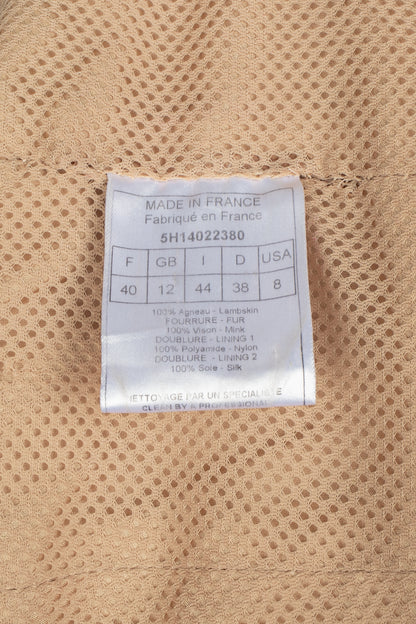 MADE IN FRANCE
Fabriqué en France
5H14022380
F GB I D USA
40 12 44 38 8
100% Agneau - Lambskin
FOURRURE - FUR
100% Vison - Mink
DOUBLURE - LINING 1
100% Polyamide - Nylon
DOUBLURE - LINING 2
100% Soie - Silk
NETTOYAGE PAR UN SPECIALISTE
CLEAN BY A PROFESSIONAL